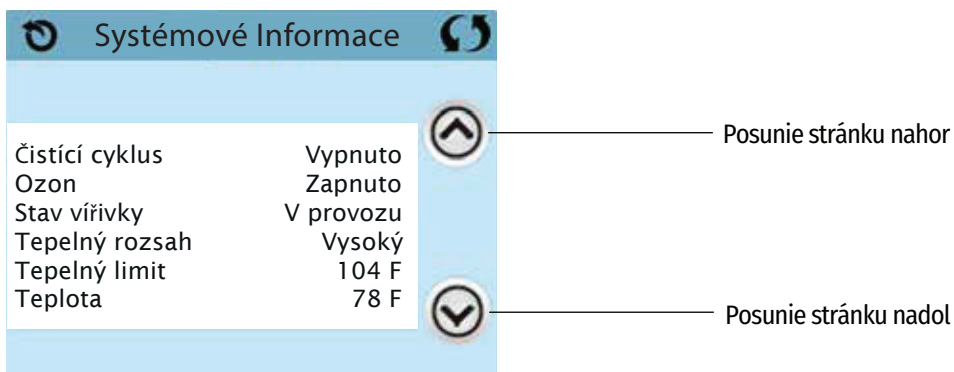 Systémové Informace
Posunie stránku nahor
Čistící cyklus Vypnuto
Ozon Zapnuto
Stav vířivky V provozu
Tepelný rozsah Vysoký
Tepelný limit 104 F
Teplota 78 F
Posunie stránku nadol